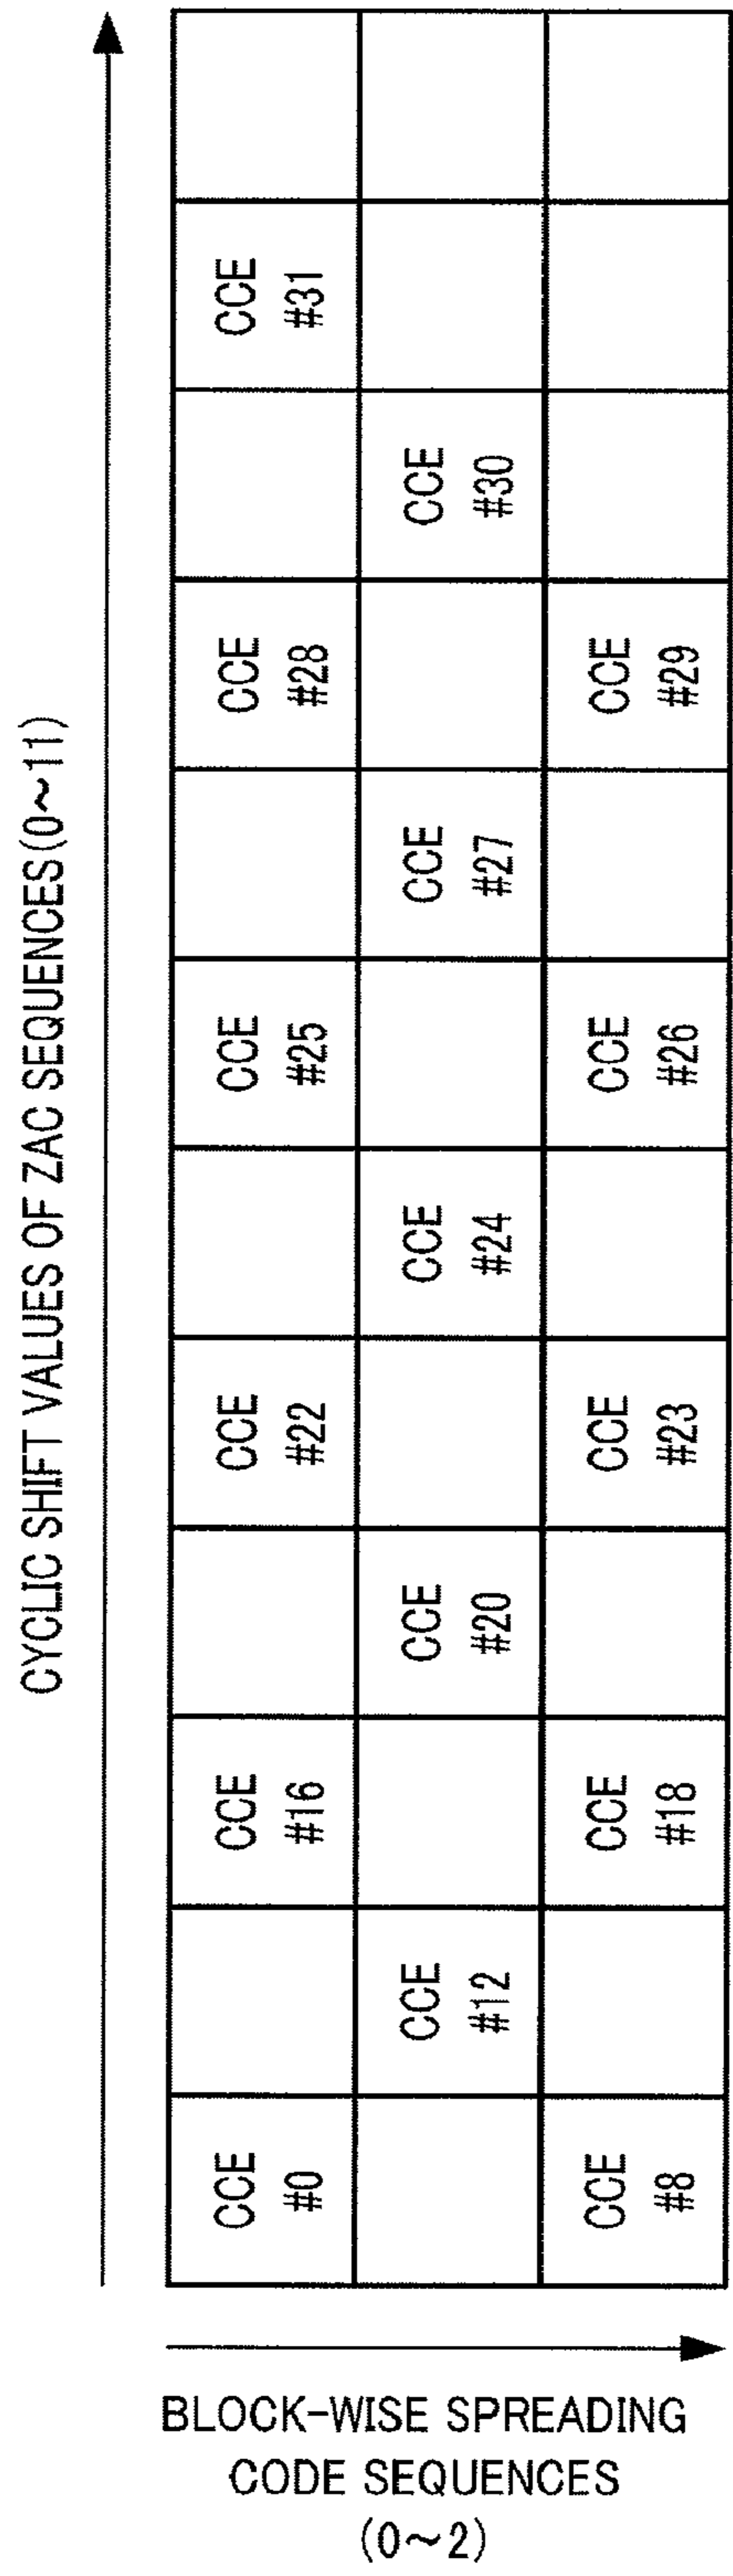 CYCLIC SHIFT VALUES OF ZAC SEQUENCES(0~11)
CCE
#31
CCE
#30
CCE
#28
CCE
#29
CCE
#27
CCE
#25
CCE
#26
CCE
#24
CCE
#22
CCE
#23
CCE
#20
CCE
#16
CCE
#18
CCE
#12
CCE
#0
CCE
#8
BLOCK-WISE SPREADING
CODE SEQUENCES
(0~2)